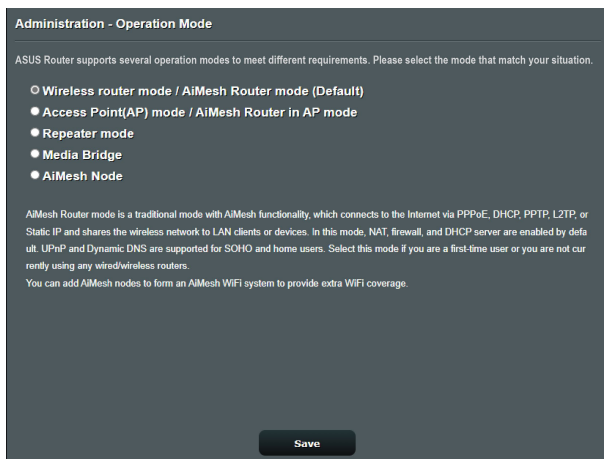 Administration - Operation Mode
ASUS Router supports several operation modes to meet different requirements. Please select the mode that match your situation.
Wireless router mode / AiMesh Router mode (Default)
Access Point(AP) mode / AiMesh Router in AP mode
Repeater mode
Media Bridge
AiMesh Node
AiMesh Router mode is a traditional mode with AiMesh functionality, which connects to the Internet via PPPoE, DHCP, PPTP, L2TP, or
Static IP and shares the wireless network to LAN clients or devices. In this mode, NAT, firewall, and DHCP server are enabled by defa
ult. UPnP and Dynamic DNS are supported for SOHO and home users. Select this mode if you are a first-time user or you are not cur
rently using any wired/wireless routers.
You can add AiMesh nodes to form an AiMesh WiFi system to provide extra WiFi coverage.
Save